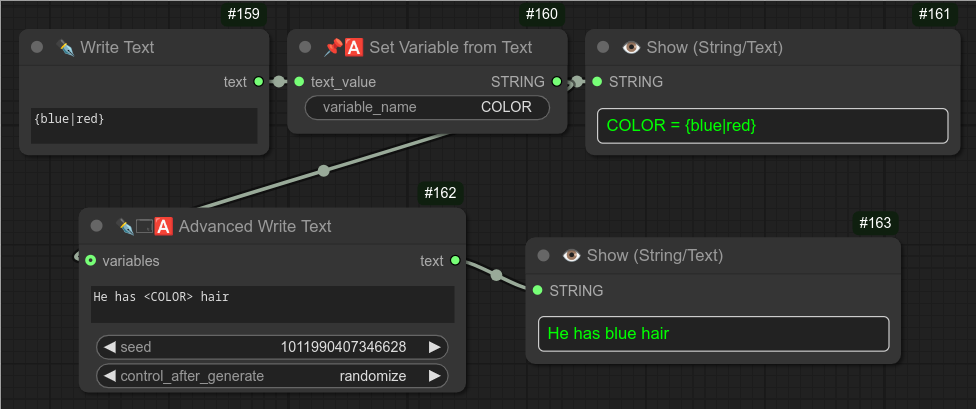 #159
Write Text
text
{blue|red}
#160
Set Variable from Text
text_value
STRING
variable_name COLOR
#161
Show (String/Text)
STRING
COLOR = {blue|red}
#162
Advanced Write Text
variables
text
He has <COLOR> hair
seed 1011990407346628
control_after_generate randomize
#163
Show (String/Text)
STRING
He has blue hair